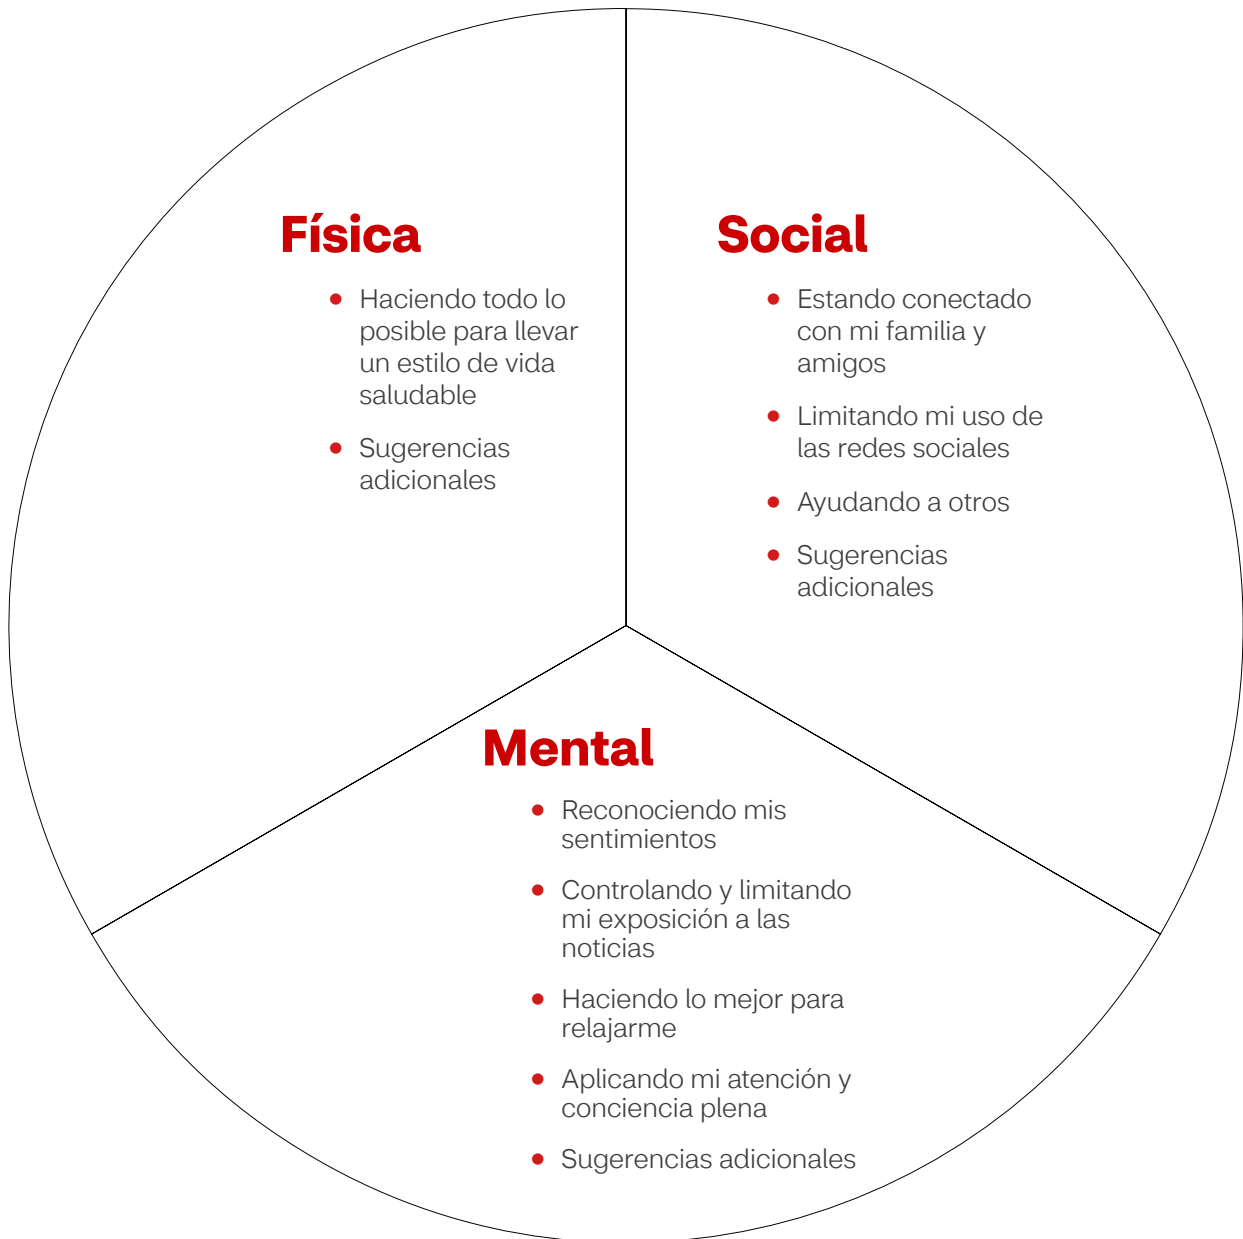 Física
Haciendo todo lo
posible para llevar
un estilo de vida
saludable
Sugerencias
adicionales
Social
Estando conectado
con mi familia y
amigos
Limitando mi uso de
las redes sociales
Ayudando a otros
Sugerencias
adicionales
Mental
Reconociendo mis
sentimientos
Controlando y limitando
mi exposición a las
noticias
Haciendo lo mejor para
relajarme
Aplicando mi atención y
conciencia plena
Sugerencias adicionales